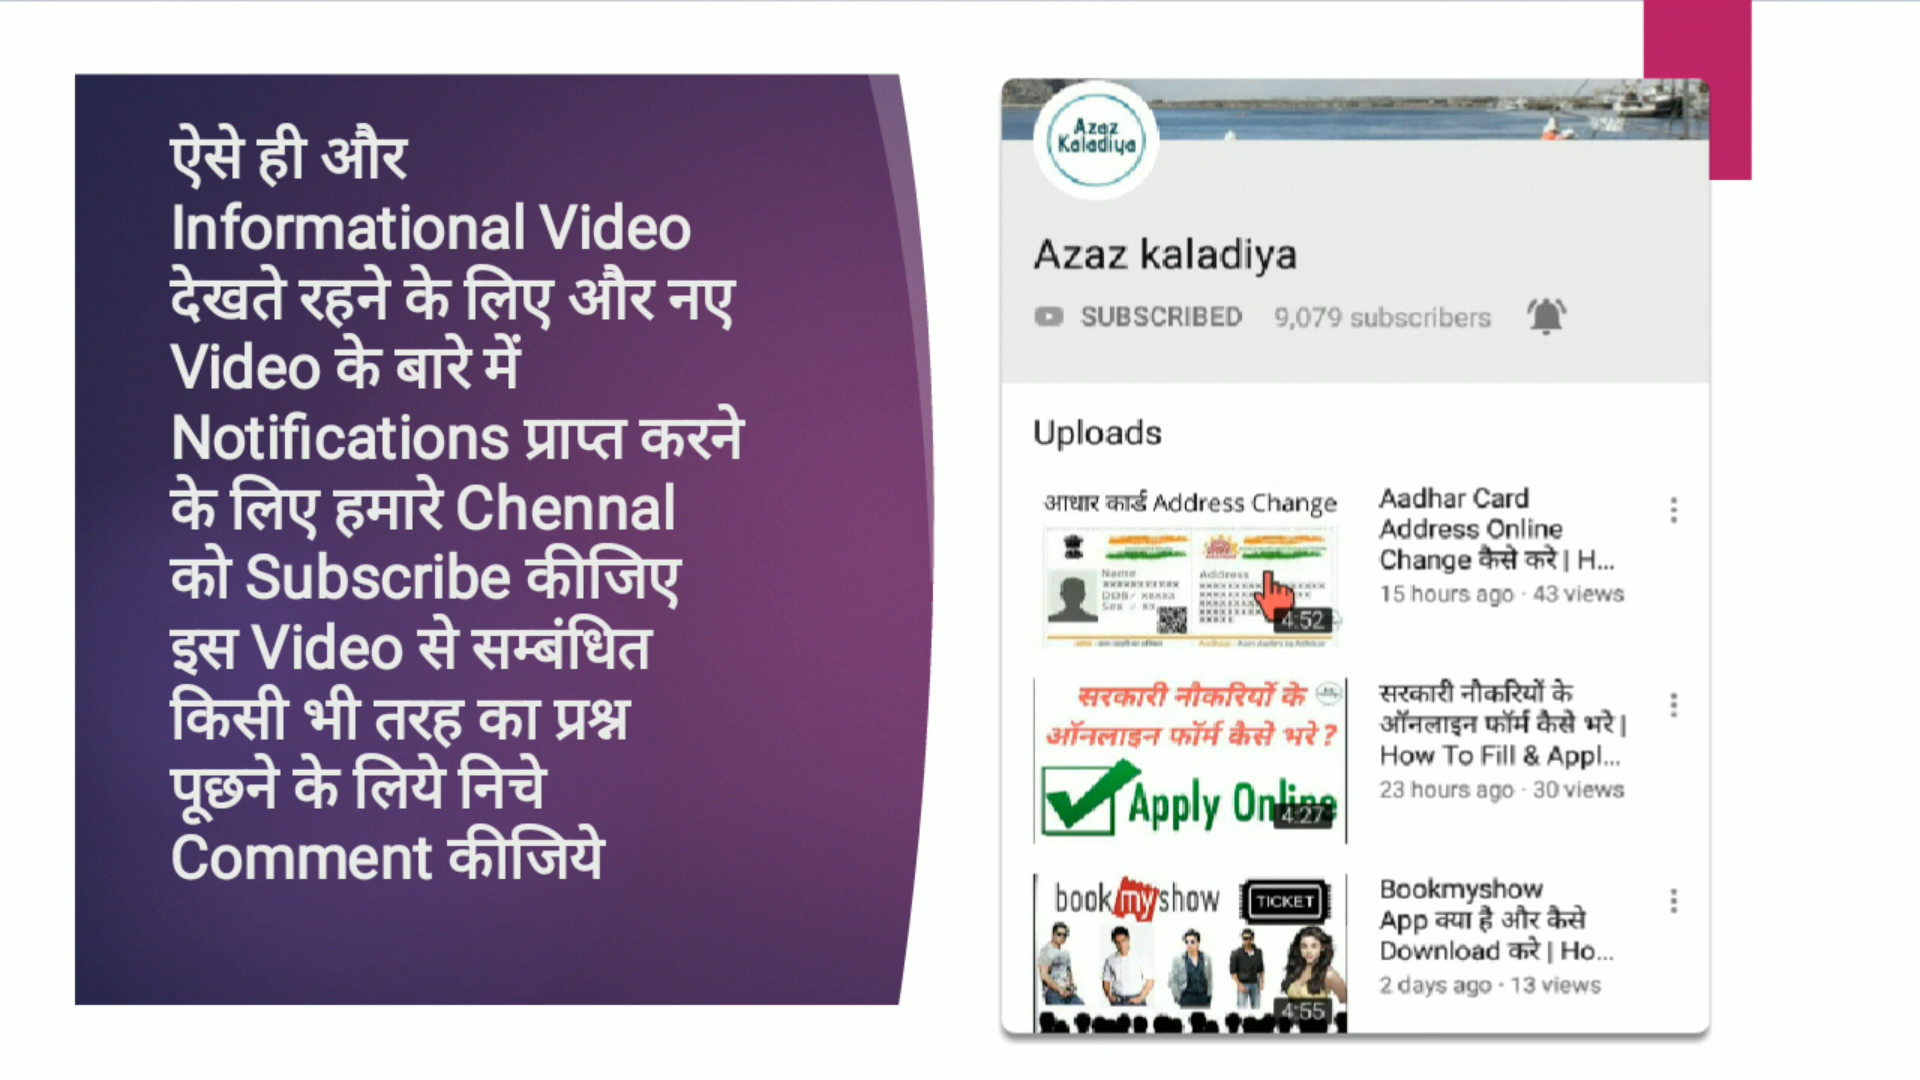 ऐसे ही और
Informational Video
देखते रहने के लिए और नए
Video के बारे में
Notifications प्राप्त करने
के लिए हमारे Chennal
को Subscribe कीजिए
इस Video से सम्बंधित
किसी भी तरह का प्रश्न
पूछने के लिये निचे
Comment कीजिये
Azaz
Kaladiya
Azaz kaladiya
SUBSCRIBED 9,079 subscribers
Uploads
आधार कार्ड Address Change
Name
Address
4:52
Aadhar Card
Address Online
Change कैसे करे | H...
15 hours ago · 43 views
सरकारी नौकरियों के
ऑनलाइन फॉर्म कैसे भरे ?
Apply Online
4:27
सरकारी नौकरियों के
ऑनलाइन फॉर्म कैसे भरे |
How To Fill & Appl...
23 hours ago · 30 views
bookmyshow
TICKET
4:55
Bookmyshow
App क्या है और कैसे
Download करे | Ho...
2 days ago · 13 views